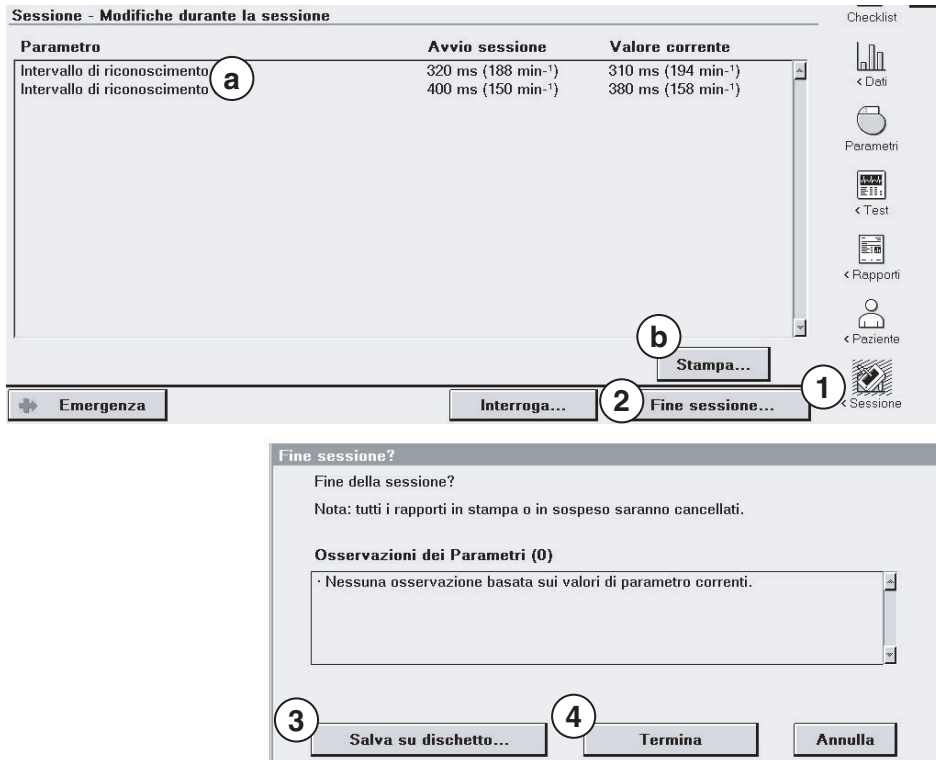 Sessione - Modifiche durante la sessione
Checklist
Parametro Avvio sessione Valore corrente
Intervallo di riconoscimento 320 ms (188 min-¹) 310 ms (194 min-¹)
Intervallo di riconoscimento 400 ms (150 min-¹) 380 ms (158 min-¹)
a
< Dati
Parametri
< Test
< Rapporti
< Paziente
b
Stampa...
1
< Sessione
Emergenza
Interroga...
2
Fine sessione...
Fine sessione?
Fine della sessione?
Nota: tutti i rapporti in stampa o in sospeso saranno cancellati.
Osservazioni dei Parametri (0)
· Nessuna osservazione basata sui valori di parametro correnti.
3
Salva su dischetto...
4
Termina
Annulla